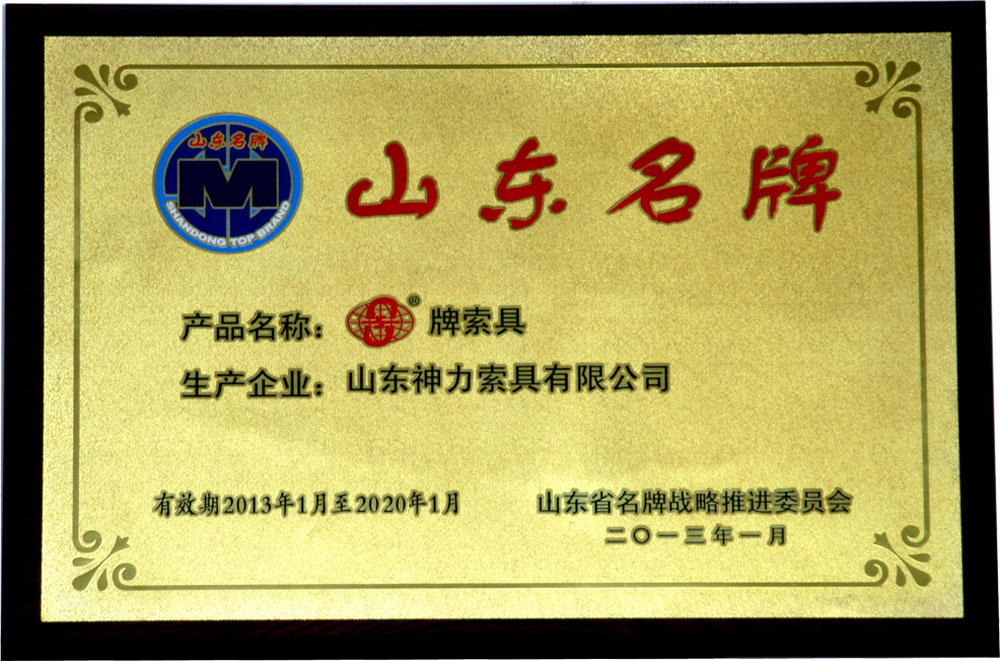 山东名牌
SHANDONG TOP BRAND
山东名牌
产品名称：®牌索具
生产企业：山东神力索具有限公司
有效期2013年1月至2020年1月
山东省名牌战略推进委员会
二〇一三年一月